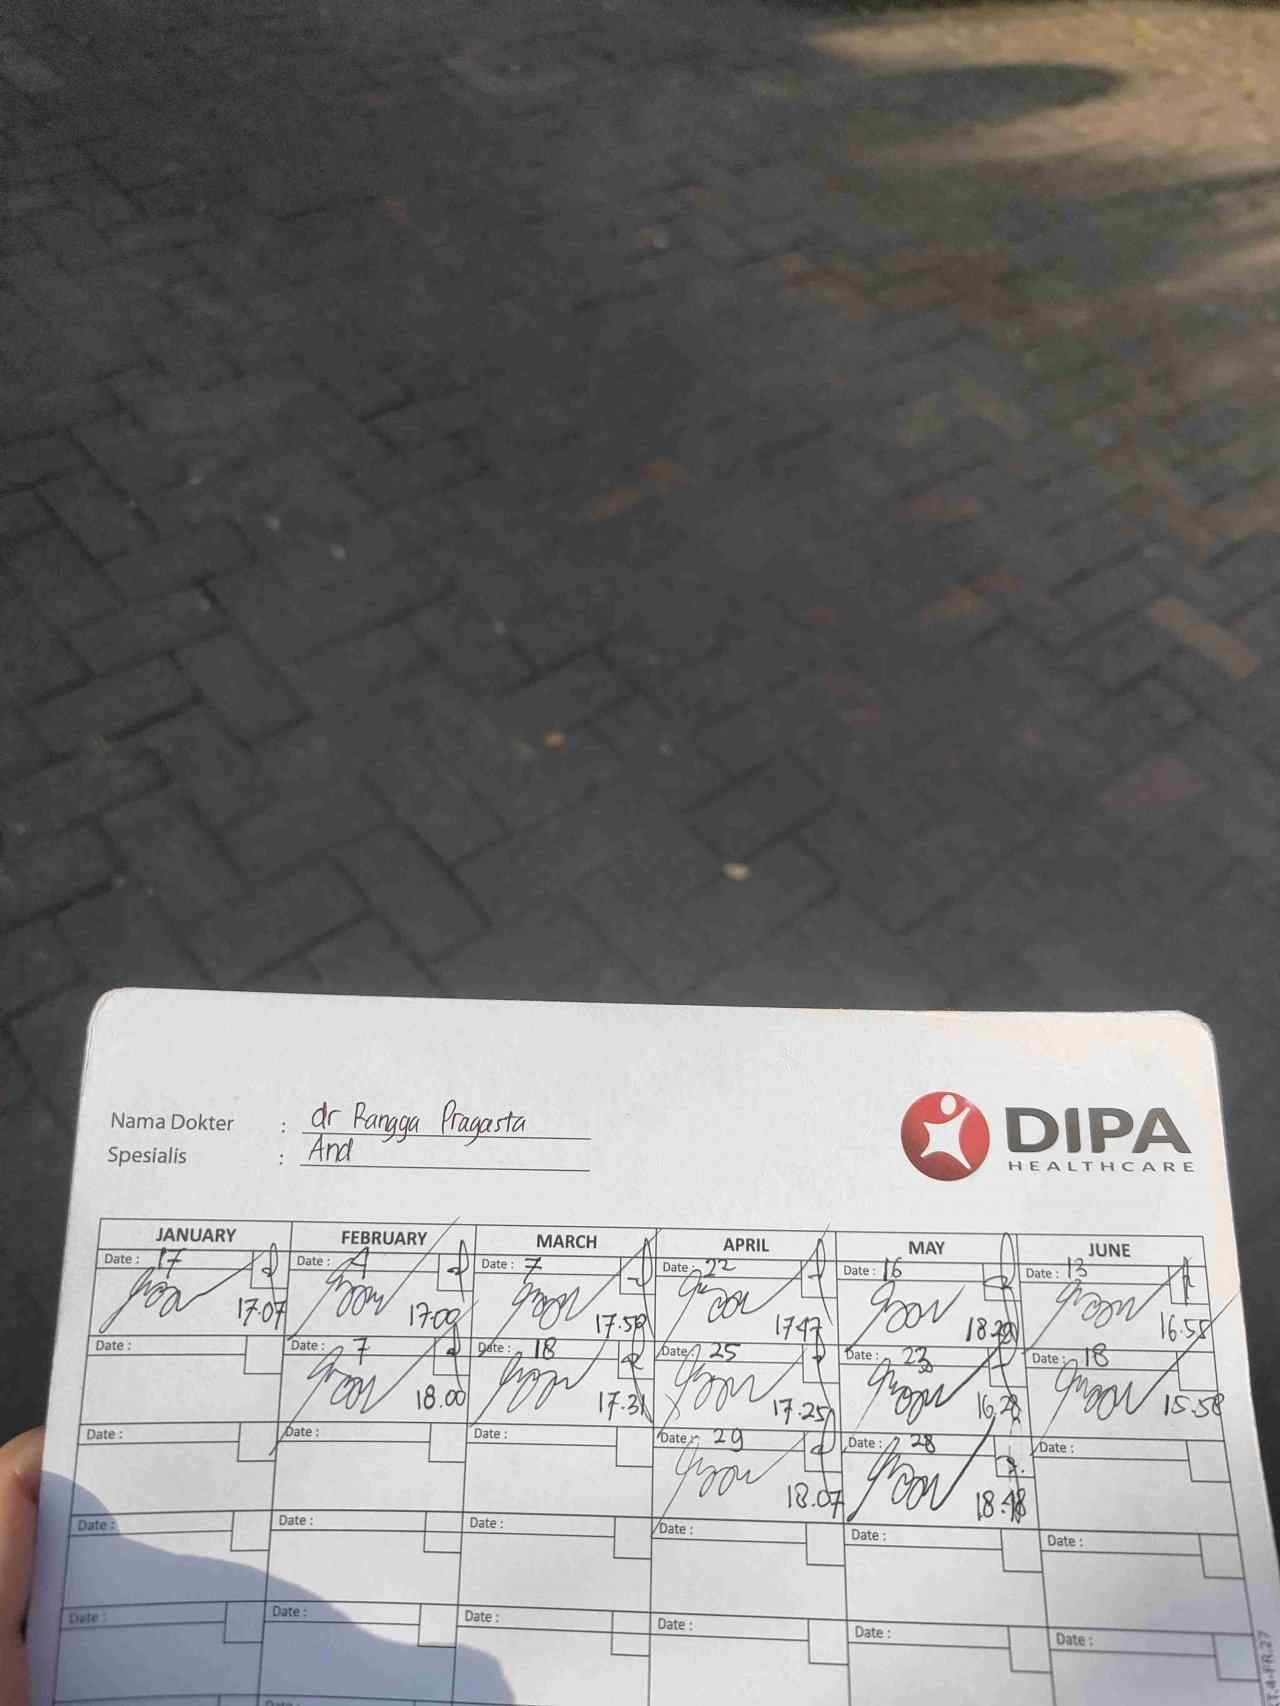 Nama Dokter : dr Rangga Pragasta
Spesialis : And
DIPA
HEALTHCARE
JANUARY FEBRUARY MARCH APRIL MAY JUNE
Date : 17 Date : 4 Date : 7 Date : 22 Date : 16 Date : 13
17.07 17.00 17.58 17.47 18.20 16.58
Date : Date : 7 Date : 18 Date : 25 Date : 23 Date : 18
18.00 17.31 17.25 16.28 15.58
Date : Date : Date : Date : 29 Date : 28 Date :
18.07 18.48
Date : Date : Date : Date : Date : Date :
Date : Date : Date : Date : Date : Date :
Date :